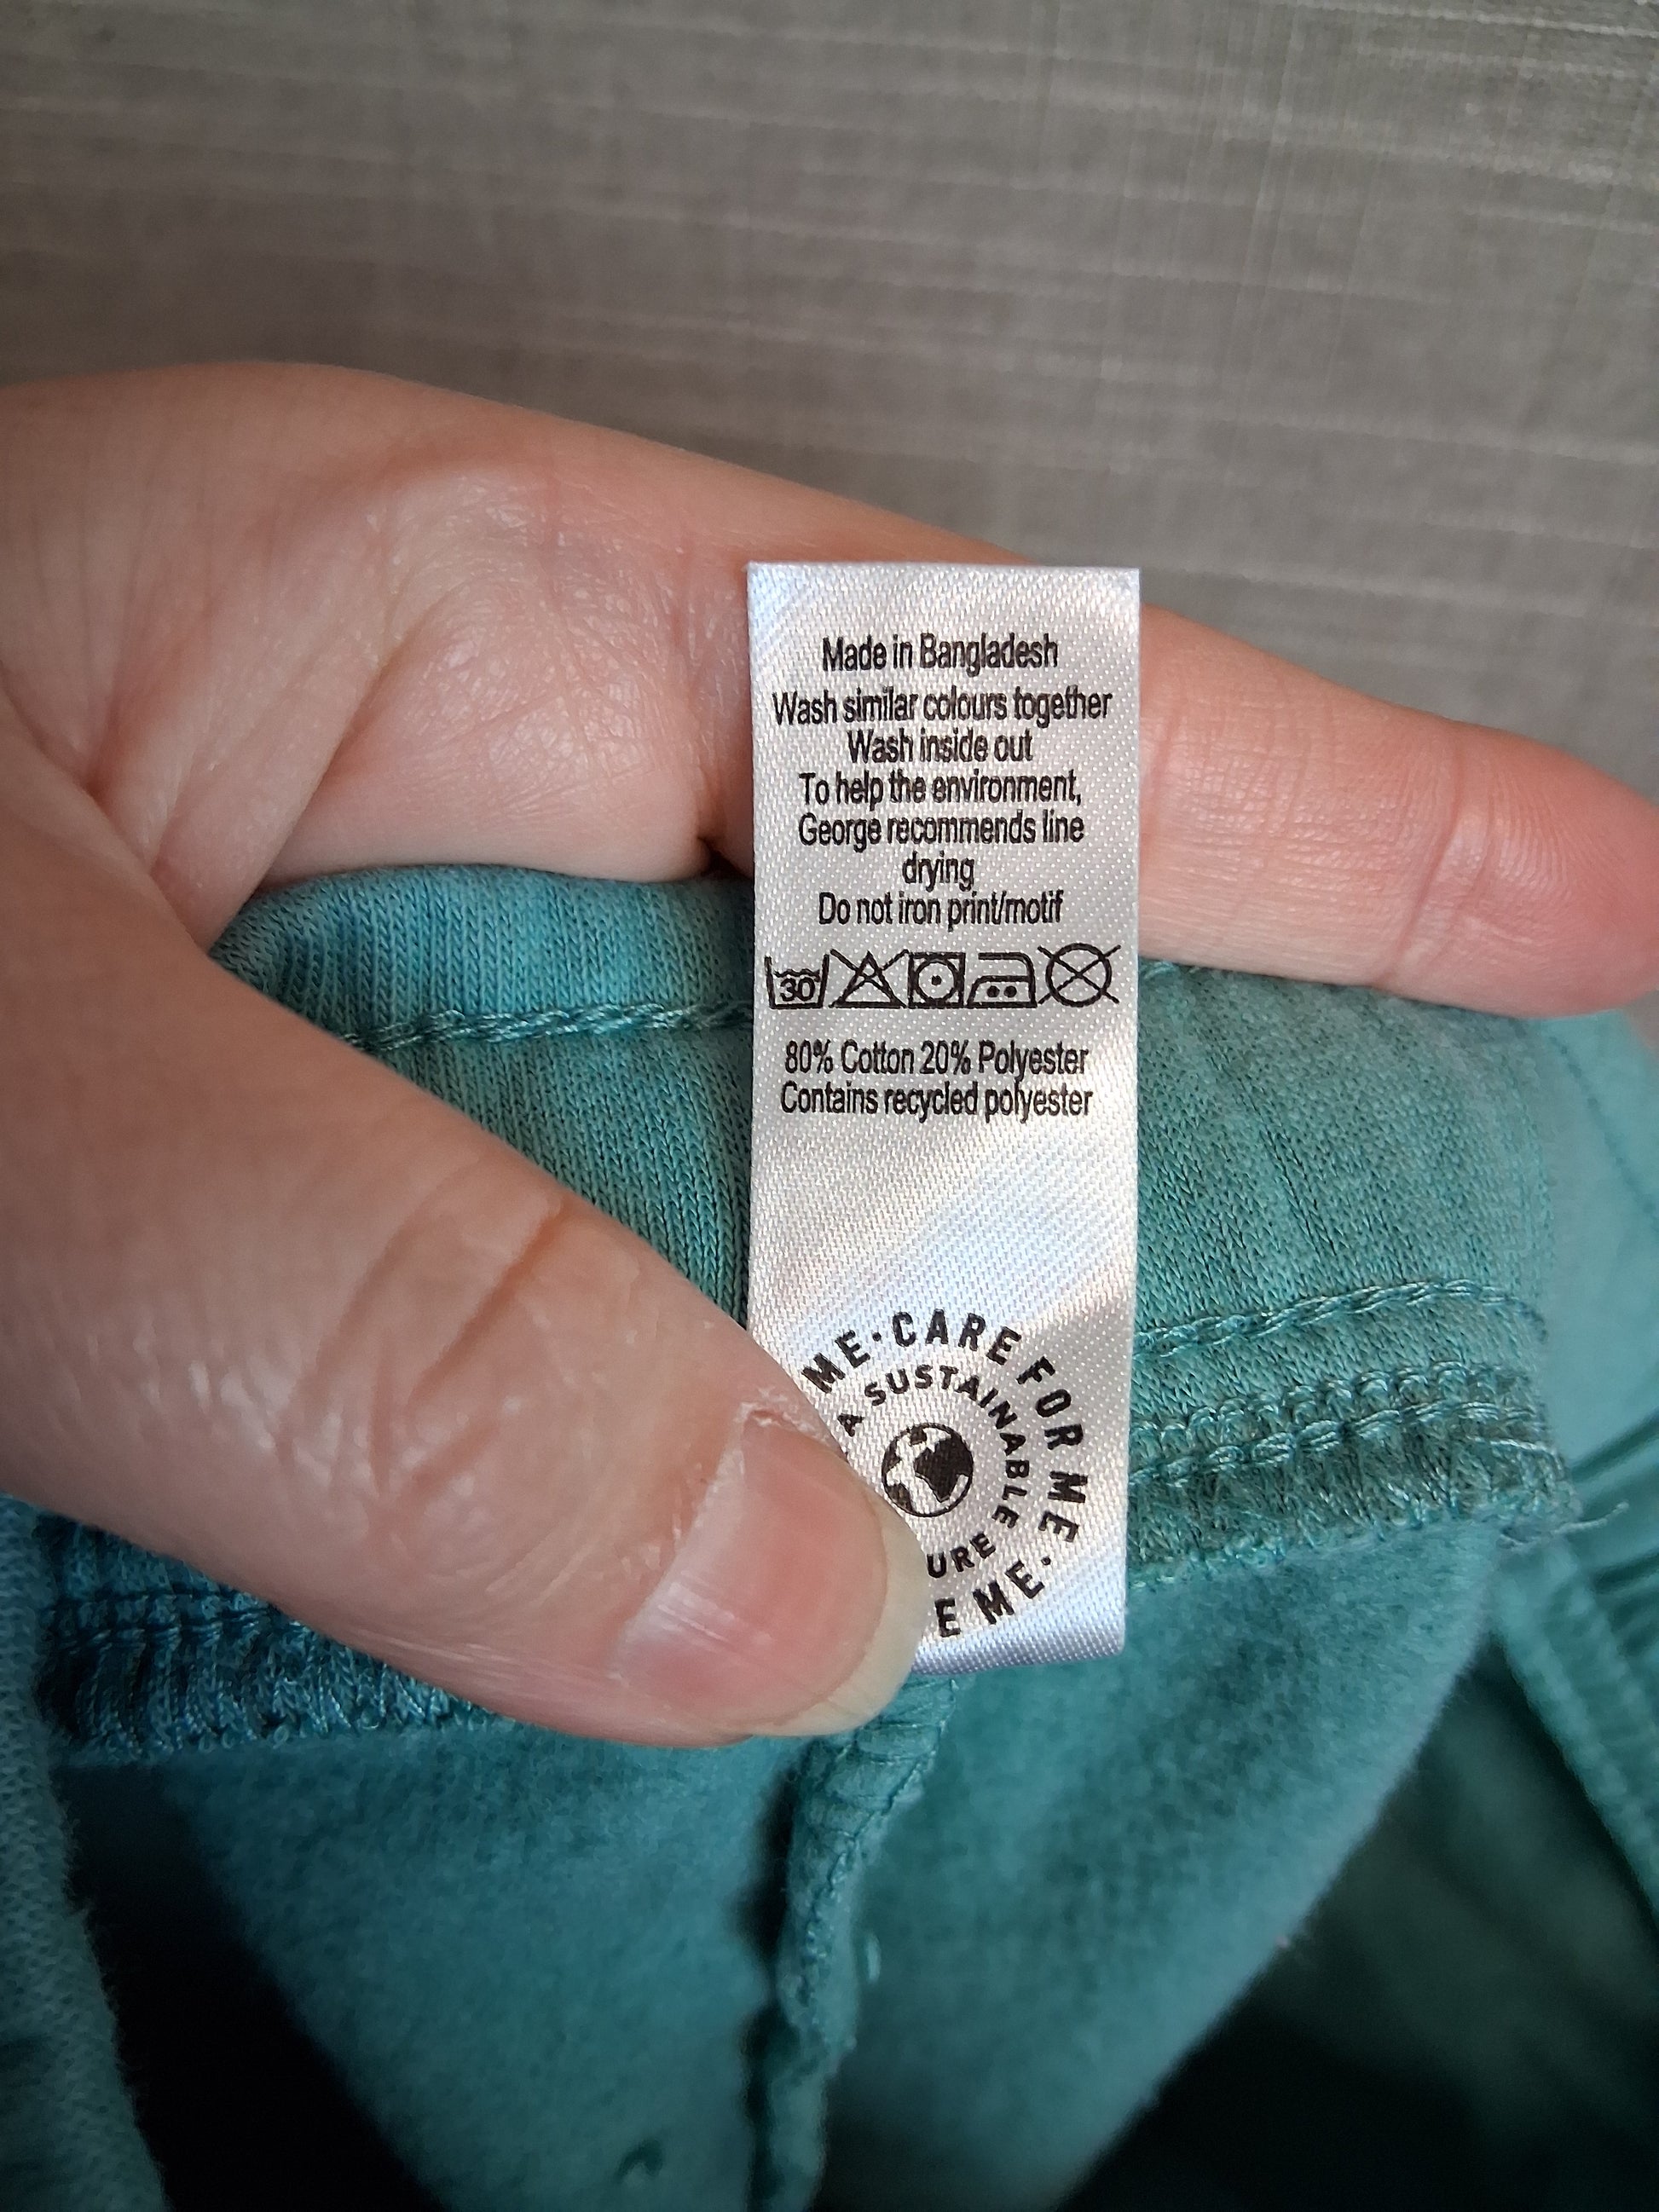 Made in Bangladesh
Wash similar colours together
Wash inside out
To help the environment,
George recommends line
drying
Do not iron print/motif
30
80% Cotton 20% Polyester
Contains recycled polyester
ME·CARE FOR ME·
E ME·
A SUSTAINABLE